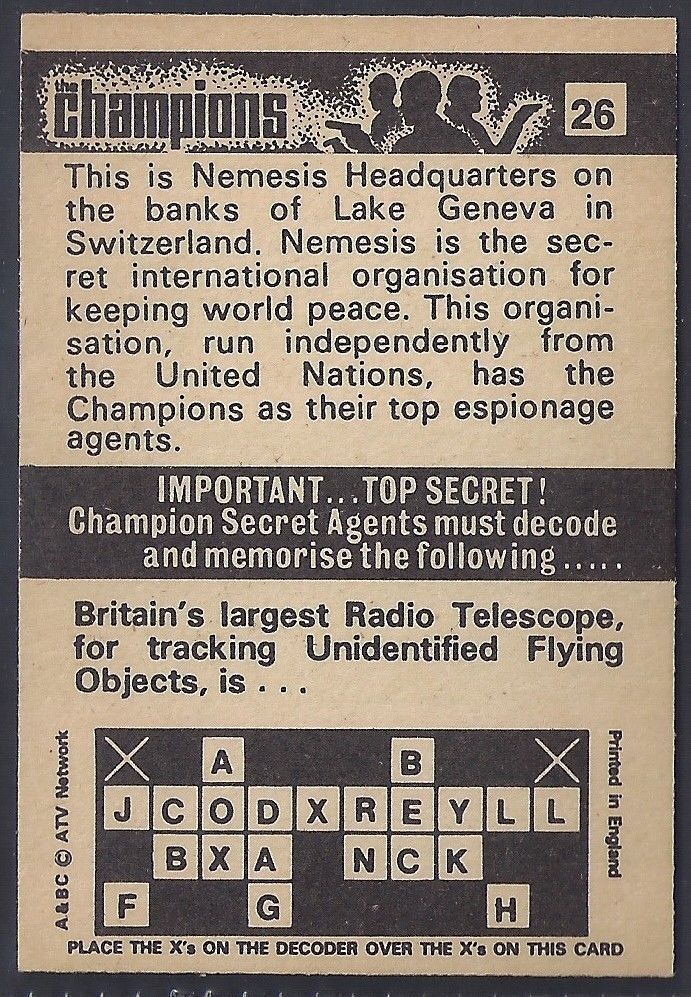 the
champions
26
This is Nemesis Headquarters on
the banks of Lake Geneva in
Switzerland. Nemesis is the sec-
ret international organisation for
keeping world peace. This organi-
sation, run independently from
the United Nations, has the
Champions as their top espionage
agents.
IMPORTANT...TOP SECRET!
Champion Secret Agents must decode
and memorise the following .....
Britain's largest Radio Telescope,
for tracking Unidentified Flying
Objects, is ...
X A B X
J C O D X R E Y L L
B X A N C K
F G H
A&BC © ATV Network
Printed in England
PLACE THE X's ON THE DECODER OVER THE X's ON THIS CARD